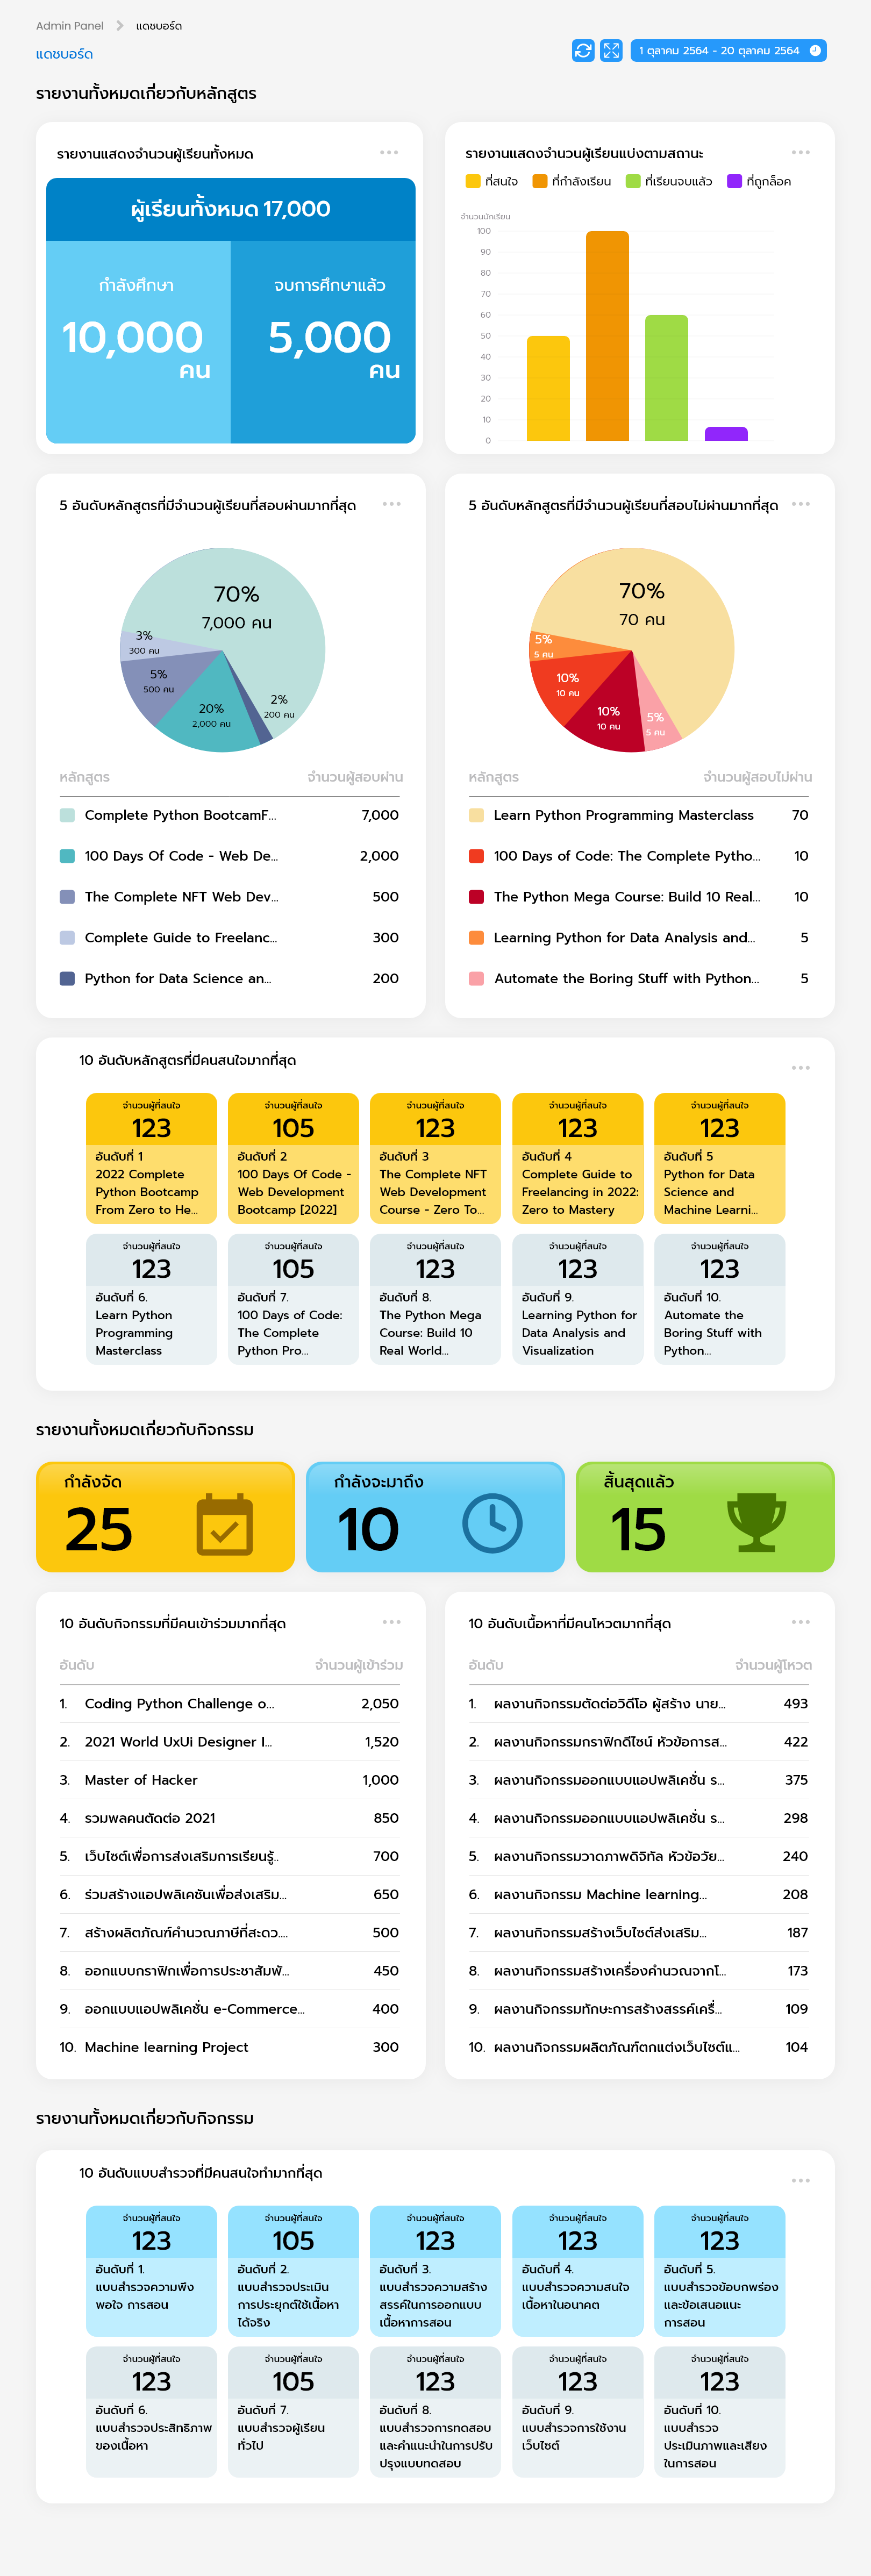 Admin Panel > แดชบอร์ด
แดชบอร์ด
1 ตุลาคม 2564 - 20 ตุลาคม 2564
รายงานทั้งหมดเกี่ยวกับหลักสูตร
รายงานแสดงจำนวนผู้เรียนทั้งหมด
ผู้เรียนทั้งหมด 17,000
กำลังศึกษา
10,000
คน
จบการศึกษาแล้ว
5,000
คน
รายงานแสดงจำนวนผู้เรียนแบ่งตามสถานะ
ที่สนใจ ที่กำลังเรียน ที่เรียนจบแล้ว ที่ถูกล็อค
จำนวนนักเรียน
100
90
80
70
60
50
40
30
20
10
0
5 อันดับหลักสูตรที่มีจำนวนผู้เรียนที่สอบผ่านมากที่สุด
70%
7,000 คน
3%
300 คน
5%
500 คน
20%
2,000 คน
2%
200 คน
หลักสูตร จำนวนผู้สอบผ่าน
Complete Python BootcamF... 7,000
100 Days Of Code - Web De... 2,000
The Complete NFT Web Dev... 500
Complete Guide to Freelanc... 300
Python for Data Science an... 200
5 อันดับหลักสูตรที่มีจำนวนผู้เรียนที่สอบไม่ผ่านมากที่สุด
70%
70 คน
5%
5 คน
10%
10 คน
10%
10 คน
5%
5 คน
หลักสูตร จำนวนผู้สอบไม่ผ่าน
Learn Python Programming Masterclass 70
100 Days of Code: The Complete Pytho... 10
The Python Mega Course: Build 10 Real... 10
Learning Python for Data Analysis and... 5
Automate the Boring Stuff with Python... 5
10 อันดับหลักสูตรที่มีคนสนใจมากที่สุด
จำนวนผู้ที่สนใจ
123
อันดับที่ 1
2022 Complete
Python Bootcamp
From Zero to He...
จำนวนผู้ที่สนใจ
105
อันดับที่ 2
100 Days Of Code -
Web Development
Bootcamp [2022]
จำนวนผู้ที่สนใจ
123
อันดับที่ 3
The Complete NFT
Web Development
Course - Zero To...
จำนวนผู้ที่สนใจ
123
อันดับที่ 4
Complete Guide to
Freelancing in 2022:
Zero to Mastery
จำนวนผู้ที่สนใจ
123
อันดับที่ 5
Python for Data
Science and
Machine Learni...
จำนวนผู้ที่สนใจ
123
อันดับที่ 6.
Learn Python
Programming
Masterclass
จำนวนผู้ที่สนใจ
105
อันดับที่ 7.
100 Days of Code:
The Complete
Python Pro...
จำนวนผู้ที่สนใจ
123
อันดับที่ 8.
The Python Mega
Course: Build 10
Real World...
จำนวนผู้ที่สนใจ
123
อันดับที่ 9.
Learning Python for
Data Analysis and
Visualization
จำนวนผู้ที่สนใจ
123
อันดับที่ 10.
Automate the
Boring Stuff with
Python...
รายงานทั้งหมดเกี่ยวกับกิจกรรม
กำลังจัด
25
กำลังจะมาถึง
10
สิ้นสุดแล้ว
15
10 อันดับกิจกรรมที่มีคนเข้าร่วมมากที่สุด
อันดับ จำนวนผู้เข้าร่วม
1. Coding Python Challenge o... 2,050
2. 2021 World UxUi Designer I... 1,520
3. Master of Hacker 1,000
4. รวมพลคนตัดต่อ 2021 850
5. เว็บไซต์เพื่อการส่งเสริมการเรียนรู้.. 700
6. ร่วมสร้างแอปพลิเคชันเพื่อส่งเสริม... 650
7. สร้างผลิตภัณฑ์คำนวณภาษีที่สะดว.... 500
8. ออกแบบกราฟิกเพื่อการประชาสัมพั... 450
9. ออกแบบแอปพลิเคชั่น e-Commerce... 400
10. Machine learning Project 300
10 อันดับเนื้อหาที่มีคนโหวตมากที่สุด
อันดับ จำนวนผู้โหวต
1. ผลงานกิจกรรมตัดต่อวิดีโอ ผู้สร้าง นาย... 493
2. ผลงานกิจกรรมกราฟิกดีไซน์ หัวข้อการส... 422
3. ผลงานกิจกรรมออกแบบแอปพลิเคชั่น ร... 375
4. ผลงานกิจกรรมออกแบบแอปพลิเคชั่น ร... 298
5. ผลงานกิจกรรมวาดภาพดิจิทัล หัวข้อวัย... 240
6. ผลงานกิจกรรม Machine learning... 208
7. ผลงานกิจกรรมสร้างเว็บไซต์ส่งเสริม... 187
8. ผลงานกิจกรรมสร้างเครื่องคำนวณจากโ... 173
9. ผลงานกิจกรรมทักษะการสร้างสรรค์เครื่... 109
10. ผลงานกิจกรรมผลิตภัณฑ์ตกแต่งเว็บไซต์แ... 104
รายงานทั้งหมดเกี่ยวกับกิจกรรม
10 อันดับแบบสำรวจที่มีคนสนใจทำมากที่สุด
จำนวนผู้ที่สนใจ
123
อันดับที่ 1.
แบบสำรวจความพึง
พอใจ การสอน
จำนวนผู้ที่สนใจ
105
อันดับที่ 2.
แบบสำรวจประเมิน
การประยุกต์ใช้เนื้อหา
ได้จริง
จำนวนผู้ที่สนใจ
123
อันดับที่ 3.
แบบสำรวจความสร้าง
สรรค์ในการออกแบบ
เนื้อหาการสอน
จำนวนผู้ที่สนใจ
123
อันดับที่ 4.
แบบสำรวจความสนใจ
เนื้อหาในอนาคต
จำนวนผู้ที่สนใจ
123
อันดับที่ 5.
แบบสำรวจข้อบกพร่อง
และข้อเสนอแนะ
การสอน
จำนวนผู้ที่สนใจ
123
อันดับที่ 6.
แบบสำรวจประสิทธิภาพ
ของเนื้อหา
จำนวนผู้ที่สนใจ
105
อันดับที่ 7.
แบบสำรวจผู้เรียน
ทั่วไป
จำนวนผู้ที่สนใจ
123
อันดับที่ 8.
แบบสำรวจการทดสอบ
และคำแนะนำในการปรับ
ปรุงแบบทดสอบ
จำนวนผู้ที่สนใจ
123
อันดับที่ 9.
แบบสำรวจการใช้งาน
เว็บไซต์
จำนวนผู้ที่สนใจ
123
อันดับที่ 10.
แบบสำรวจ
ประเมินภาพและเสียง
ในการสอน